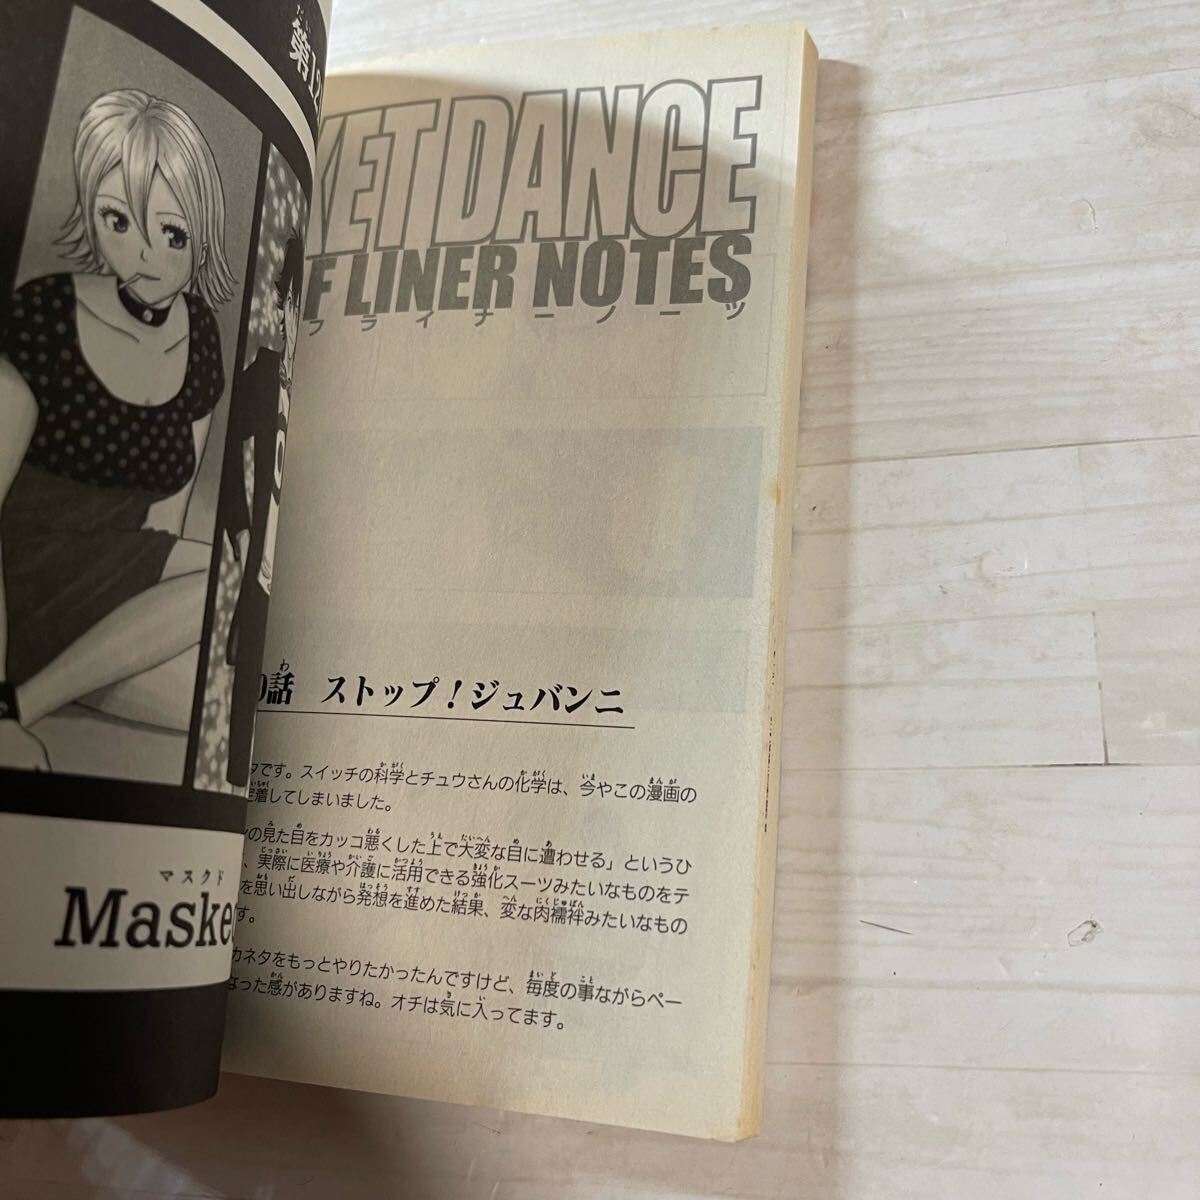 第12
マスクド
Maske
KET DANCE
F LINER NOTES
フライナーノーツ
0話 ストップ!ジュバンニ
タです。スイッチの科学とチュウさんの化学は、今やこの漫画の
定着してしまいました。
ンの見た目をカッコ悪くした上で大変な目に遭わせる」というひ
、実際に医療や介護に活用できる強化スーツみたいなものをテ
を思い出しながら発想を進めた結果、変な肉襦袢みたいなもの
す。
カネタをもっとやりたかったんですけど、毎度の事ながらペー
なった感がありますね。オチは気に入ってます。